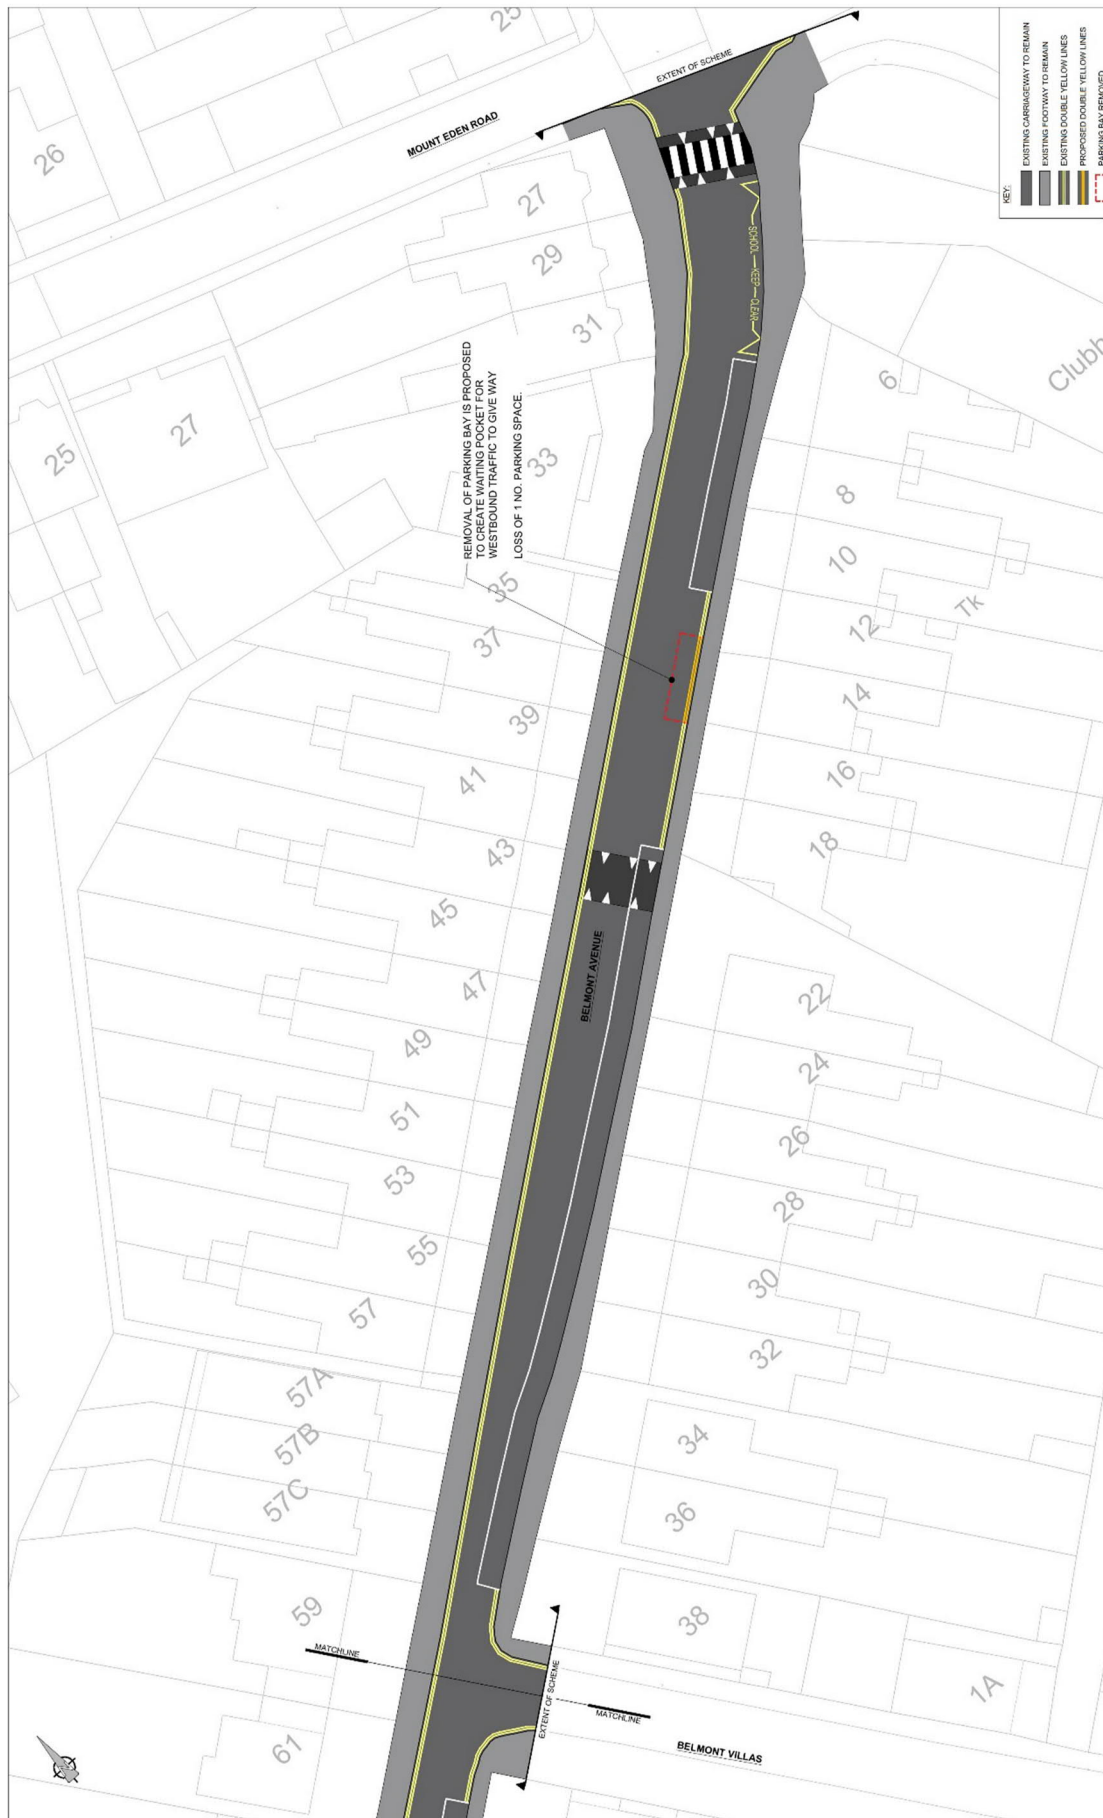 25
26
EXTENT OF SCHEME
MOUNT EDEN ROAD
KEY:
EXISTING CARRIAGEWAY TO REMAIN
EXISTING FOOTWAY TO REMAIN
EXISTING DOUBLE YELLOW LINES
PROPOSED DOUBLE YELLOW LINES
PARKING BAY REMOVED
27
29
31
33
SCHOOL KEEP CLEAR
25
27
REMOVAL OF PARKING BAY IS PROPOSED
TO CREATE WAITING POCKET FOR
WESTBOUND TRAFFIC TO GIVE WAY
LOSS OF 1 NO. PARKING SPACE.
6
Clubh
8
10
12
Tk
14
16
18
35
37
39
41
43
45
47
49
51
53
55
57
57A
57B
57C
59
61
BELMONT AVENUE
22
24
26
28
30
32
34
36
38
1A
MATCHLINE
EXTENT OF SCHEME
MATCHLINE
BELMONT VILLAS